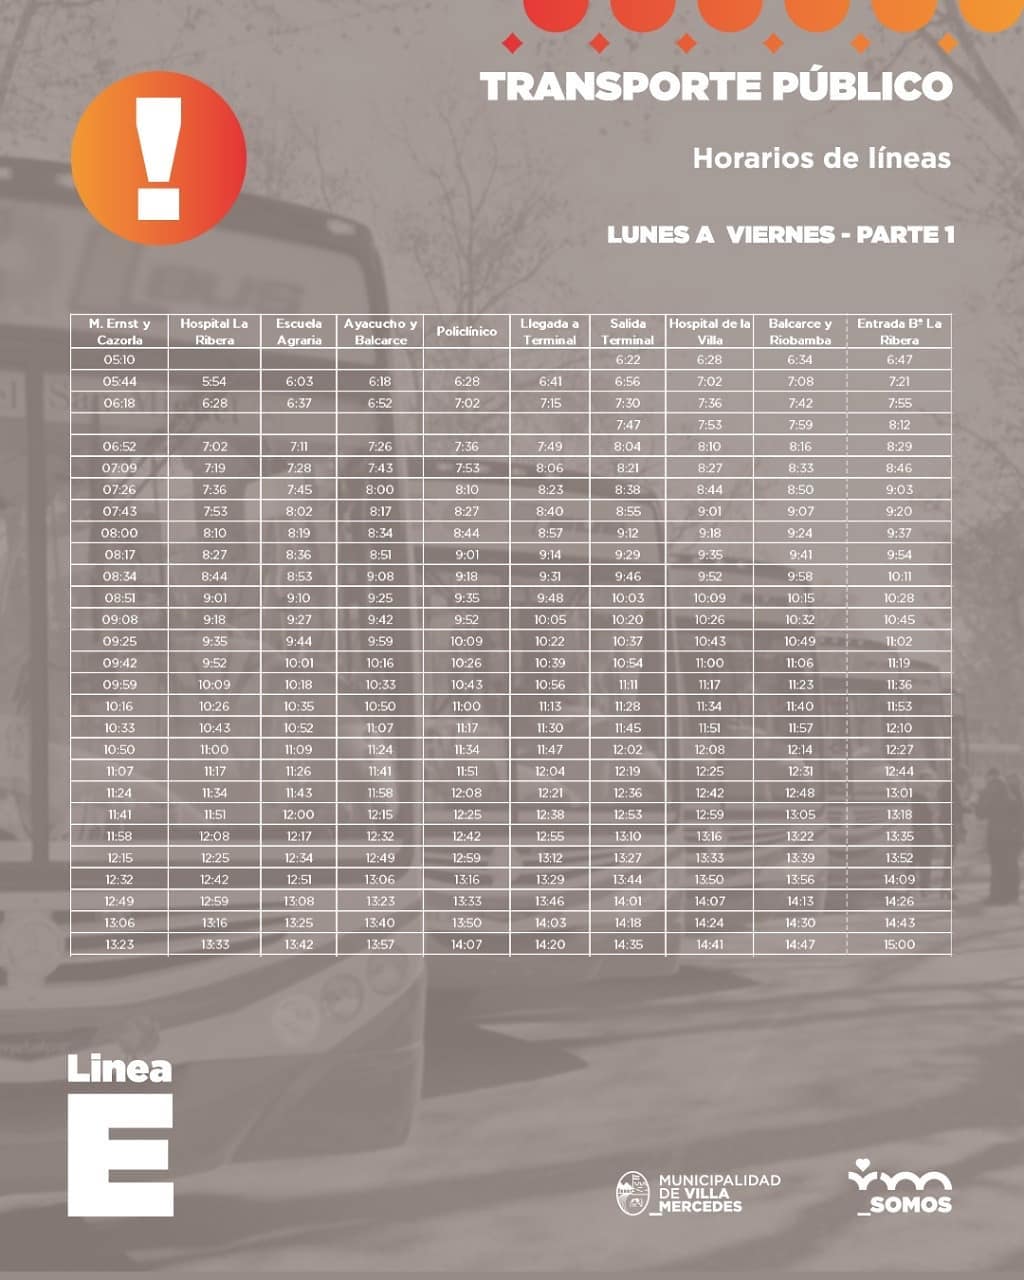 TRANSPORTE PÚBLICO
Horarios de líneas
LUNES A VIERNES - PARTE 1
M. Ernst y Cazorla Hospital La Ribera Escuela Agraria Ayacucho y Balcarce Policlínico Llegada a Terminal Salida Terminal Hospital de la Villa Balcarce y Riobamba Entrada B° La Ribera
05:10 6:22 6:28 6:34 6:47
05:44 5:54 6:03 6:18 6:28 6:41 6:56 7:02 7:08 7:21
06:18 6:28 6:37 6:52 7:02 7:15 7:30 7:36 7:42 7:55
7:47 7:53 7:59 8:12
06:52 7:02 7:11 7:26 7:36 7:49 8:04 8:10 8:16 8:29
07:09 7:19 7:28 7:43 7:53 8:06 8:21 8:27 8:33 8:46
07:26 7:36 7:45 8:00 8:10 8:23 8:38 8:44 8:50 9:03
07:43 7:53 8:02 8:17 8:27 8:40 8:55 9:01 9:07 9:20
08:00 8:10 8:19 8:34 8:44 8:57 9:12 9:18 9:24 9:37
08:17 8:27 8:36 8:51 9:01 9:14 9:29 9:35 9:41 9:54
08:34 8:44 8:53 9:08 9:18 9:31 9:46 9:52 9:58 10:11
08:51 9:01 9:10 9:25 9:35 9:48 10:03 10:09 10:15 10:28
09:08 9:18 9:27 9:42 9:52 10:05 10:20 10:26 10:32 10:45
09:25 9:35 9:44 9:59 10:09 10:22 10:37 10:43 10:49 11:02
09:42 9:52 10:01 10:16 10:26 10:39 10:54 11:00 11:06 11:19
09:59 10:09 10:18 10:33 10:43 10:56 11:11 11:17 11:23 11:36
10:16 10:26 10:35 10:50 11:00 11:13 11:28 11:34 11:40 11:53
10:33 10:43 10:52 11:07 11:17 11:30 11:45 11:51 11:57 12:10
10:50 11:00 11:09 11:24 11:34 11:47 12:02 12:08 12:14 12:27
11:07 11:17 11:26 11:41 11:51 12:04 12:19 12:25 12:31 12:44
11:24 11:34 11:43 11:58 12:08 12:21 12:36 12:42 12:48 13:01
11:41 11:51 12:00 12:15 12:25 12:38 12:53 12:59 13:05 13:18
11:58 12:08 12:17 12:32 12:42 12:55 13:10 13:16 13:22 13:35
12:15 12:25 12:34 12:49 12:59 13:12 13:27 13:33 13:39 13:52
12:32 12:42 12:51 13:06 13:16 13:29 13:44 13:50 13:56 14:09
12:49 12:59 13:08 13:23 13:33 13:46 14:01 14:07 14:13 14:26
13:06 13:16 13:25 13:40 13:50 14:03 14:18 14:24 14:30 14:43
13:23 13:33 13:42 13:57 14:07 14:20 14:35 14:41 14:47 15:00
Linea
E
MUNICIPALIDAD
DE VILLA
_MERCEDES
_SOMOS